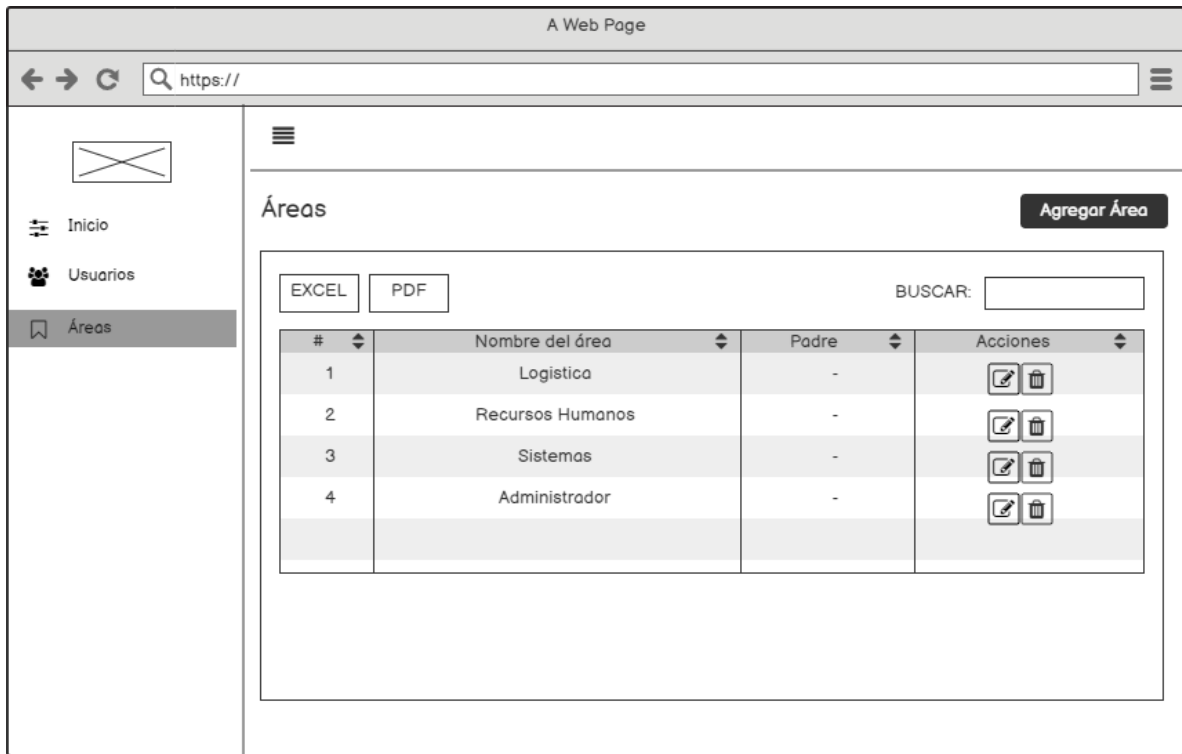 A Web Page
https://
Inicio
Usuarios
Áreas
Áreas
Agregar Área
EXCEL PDF BUSCAR:
# Nombre del área Padre Acciones
1 Logistica -
2 Recursos Humanos -
3 Sistemas -
4 Administrador -